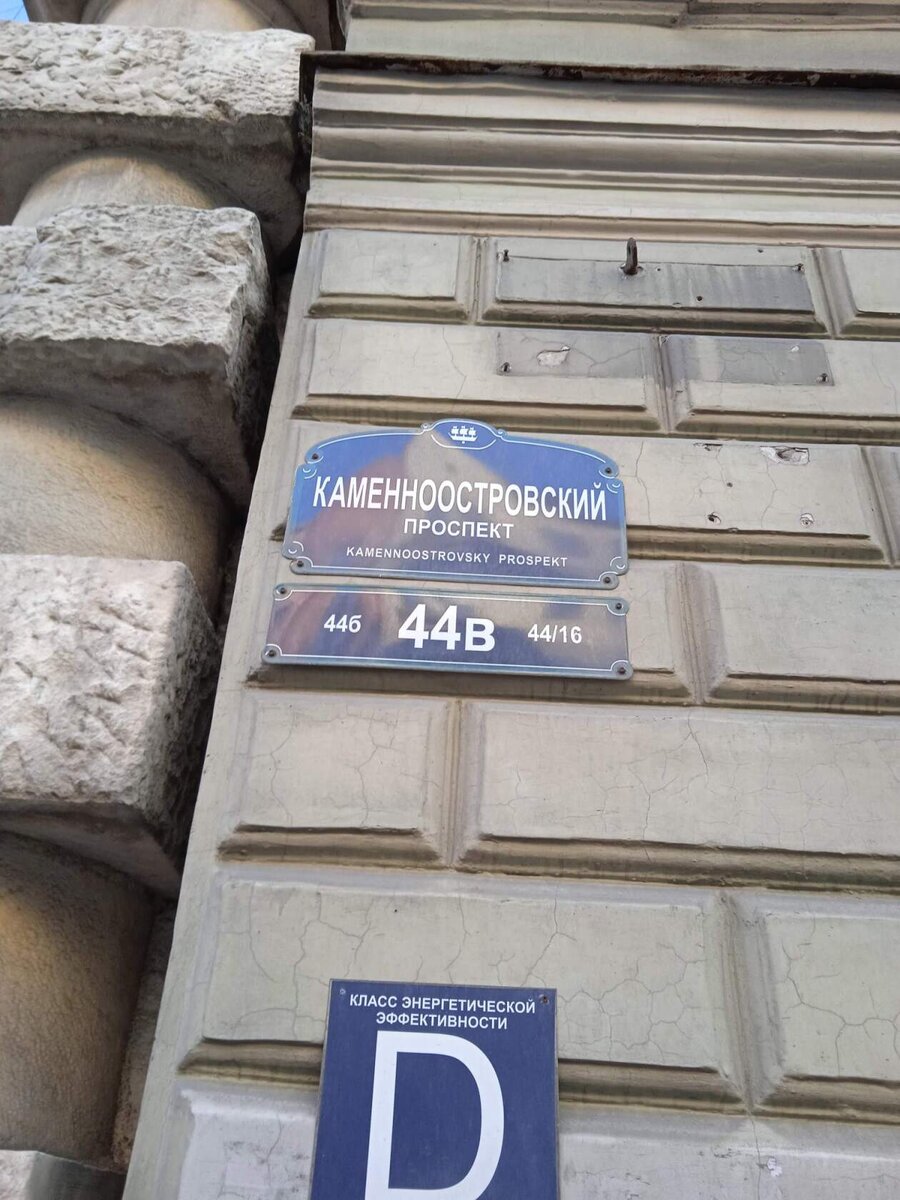 КАМЕННООСТРОВСКИЙ
ПРОСПЕКТ
KAMENNOOSTROVSKY PROSPEKT
44б 44В 44/16
КЛАСС ЭНЕРГЕТИЧЕСКОЙ
ЭФФЕКТИВНОСТИ
D